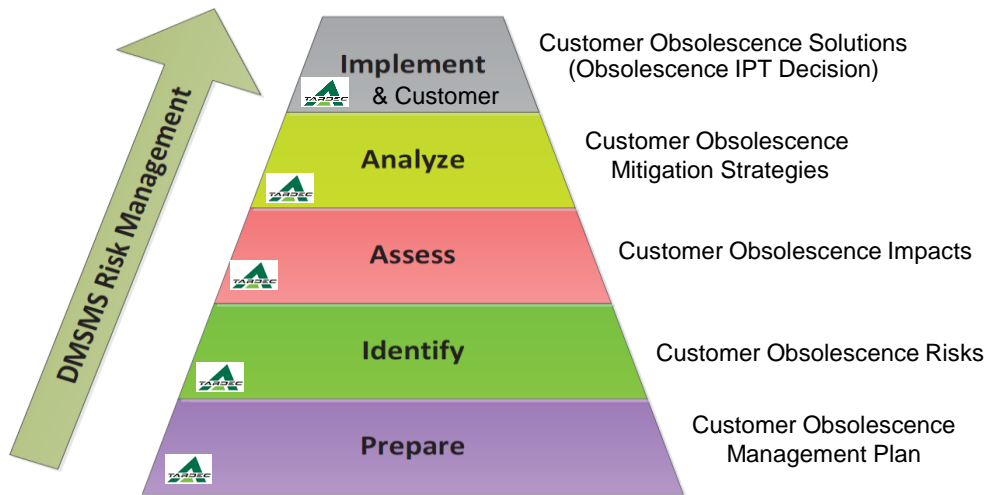 DMSMS Risk Management
Implement
TARDEC & Customer
Customer Obsolescence Solutions
(Obsolescence IPT Decision)
Analyze
TARDEC
Customer Obsolescence
Mitigation Strategies
Assess
TARDEC
Customer Obsolescence Impacts
Identify
TARDEC
Customer Obsolescence Risks
Prepare
TARDEC
Customer Obsolescence
Management Plan